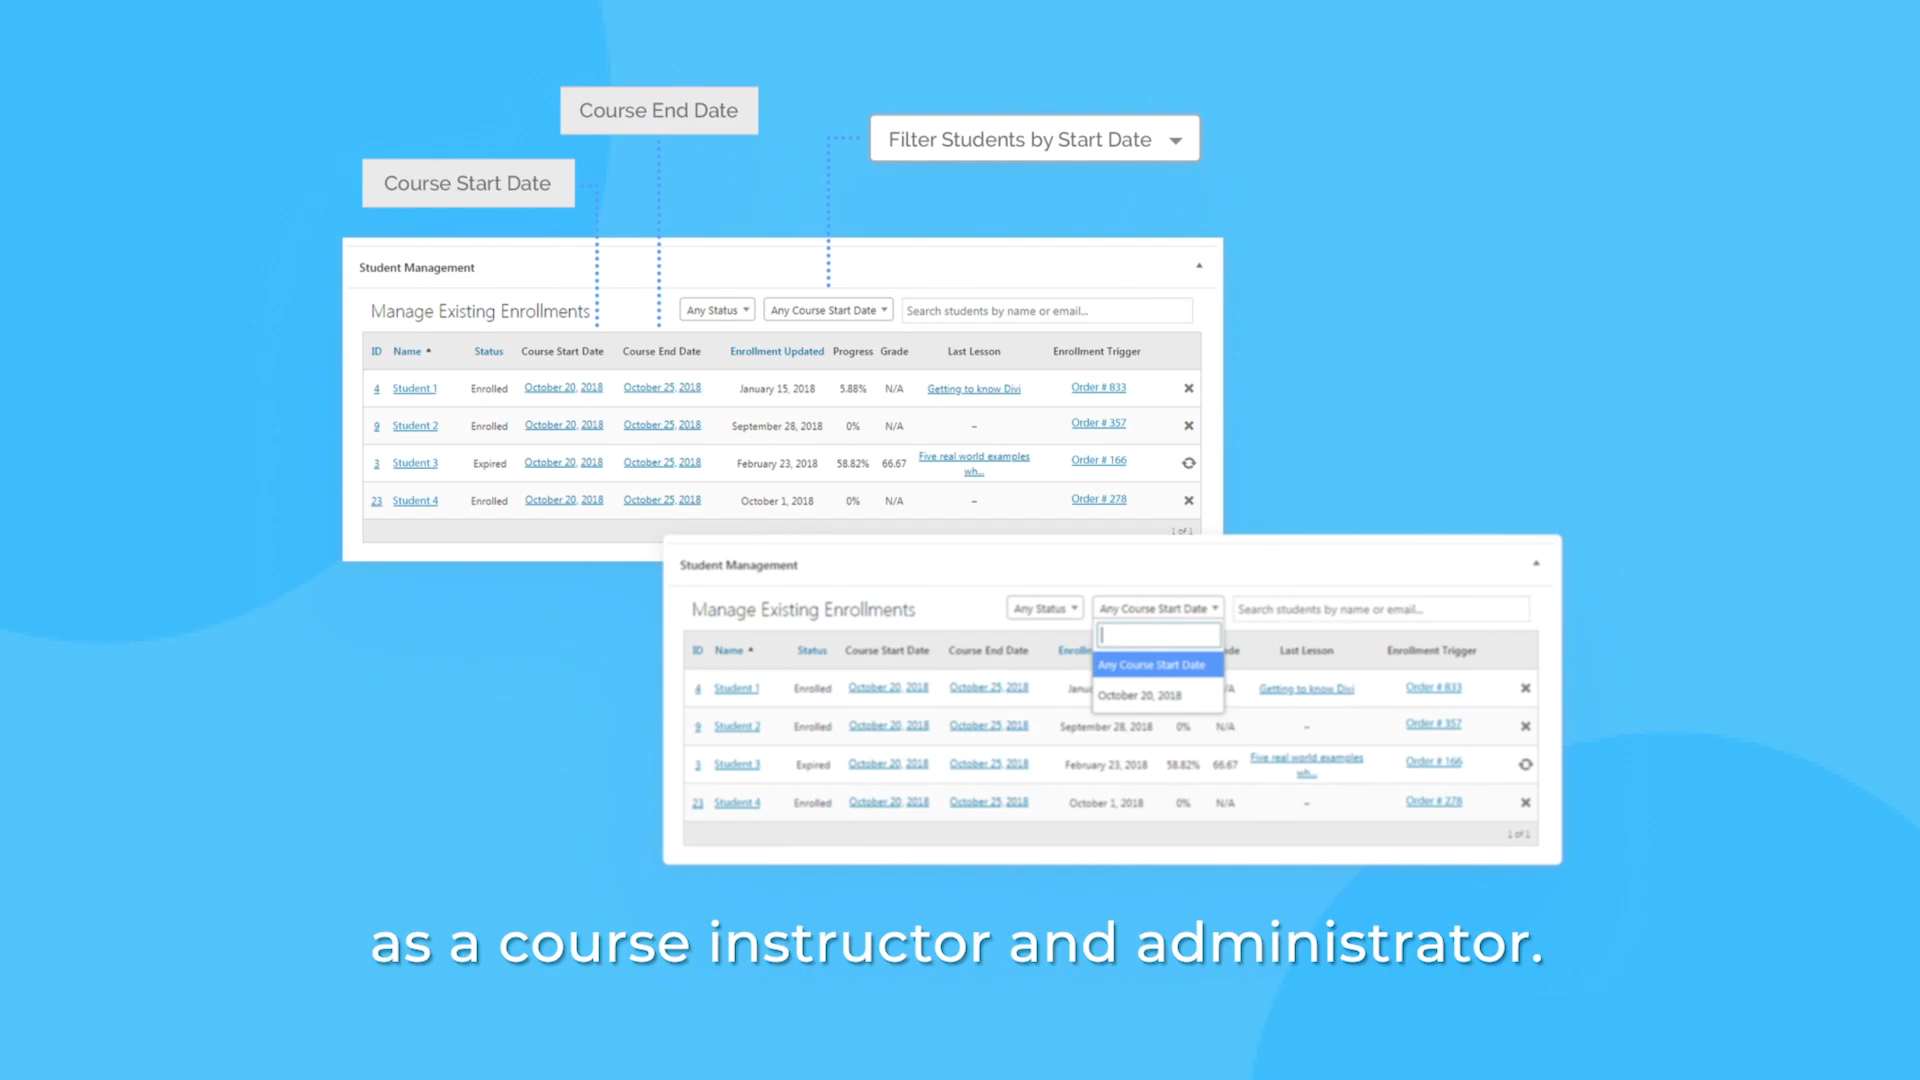 Course End Date
Filter Students by Start Date
Course Start Date
Student Management
Manage Existing Enrollments Any Status Any Course Start Date Search students by name or email...
ID Name Status Course Start Date Course End Date Enrollment Updated Progress Grade Last Lesson Enrollment Trigger
4 Student 1 Enrolled October 20, 2018 October 25, 2018 January 15, 2018 5.88% N/A Getting to know Divi Order # 833
9 Student 2 Enrolled October 20, 2018 October 25, 2018 September 28, 2018 0% N/A – Order # 357
3 Student 3 Expired October 20, 2018 October 25, 2018 February 23, 2018 58.82% 66.67 Five real world examples wh... Order # 166
23 Student 4 Enrolled October 20, 2018 October 25, 2018 October 1, 2018 0% N/A – Order # 278
1 of 1
Student Management
Manage Existing Enrollments Any Status Any Course Start Date Search students by name or email...
Any Course Start Date
October 20, 2018
ID Name Status Course Start Date Course End Date Last Lesson Enrollment Trigger
4 Student 1 Enrolled October 20, 2018 October 25, 2018 Getting to know Divi Order # 833
9 Student 2 Enrolled October 20, 2018 October 25, 2018 September 28, 2018 0% N/A – Order # 357
3 Student 3 Expired October 20, 2018 October 25, 2018 February 23, 2018 58.82% 66.67 Five real world examples wh... Order # 166
23 Student 4 Enrolled October 20, 2018 October 25, 2018 October 1, 2018 0% N/A – Order # 278
1 of 1
as a course instructor and administrator.